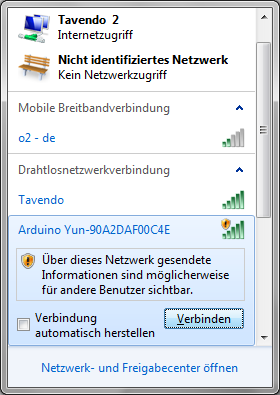 Tavendo 2
Internetzugriff
Nicht identifiziertes Netzwerk
Kein Netzwerkzugriff
Mobile Breitbandverbindung
o2 - de
Drahtlosnetzwerkverbindung
Tavendo
Arduino Yun-90A2DAF00C4E
Über dieses Netzwerk gesendete
Informationen sind möglicherweise
für andere Benutzer sichtbar.
Verbindung
automatisch herstellen
Verbinden
Netzwerk- und Freigabecenter öffnen